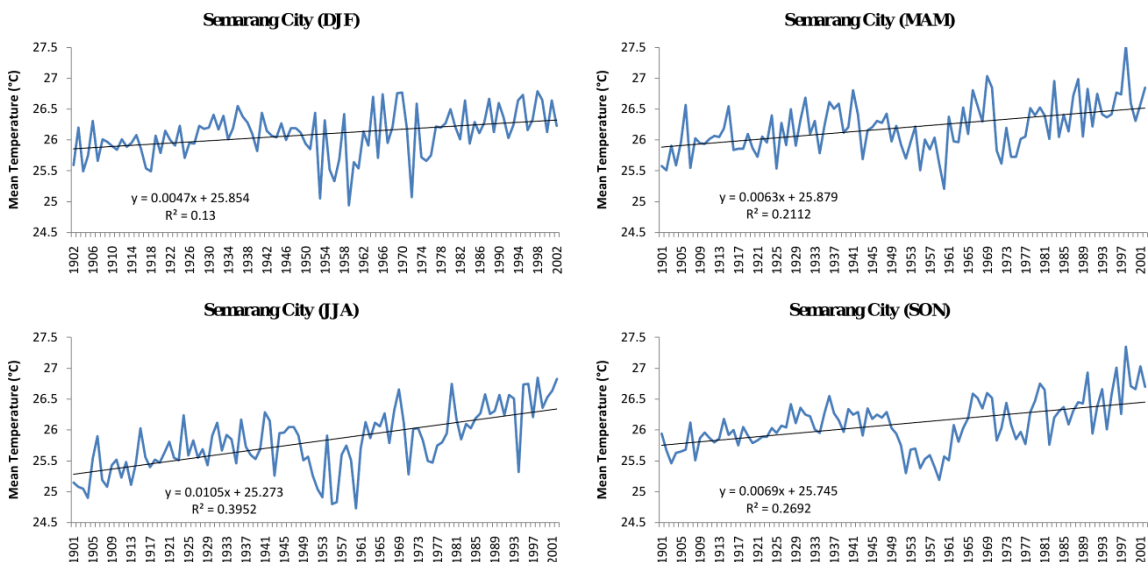 Semarang City (DJF)
Mean Temperature (°C)
27.5
27
26.5
26
25.5
25
24.5
y = 0.0047x + 25.854
R² = 0.13
1902 1906 1910 1914 1918 1922 1926 1930 1934 1938 1942 1946 1950 1954 1958 1962 1966 1970 1974 1978 1982 1986 1990 1994 1998 2002
Semarang City (MAM)
Mean Temperature (°C)
27.5
27
26.5
26
25.5
25
24.5
y = 0.0063x + 25.879
R² = 0.2112
1901 1905 1909 1913 1917 1921 1925 1929 1933 1937 1941 1945 1949 1953 1957 1961 1965 1969 1973 1977 1981 1985 1989 1993 1997 2001
Semarang City (JJA)
Mean Temperature (°C)
27.5
27
26.5
26
25.5
25
24.5
y = 0.0105x + 25.273
R² = 0.3952
1901 1905 1909 1913 1917 1921 1925 1929 1933 1937 1941 1945 1949 1953 1957 1961 1965 1969 1973 1977 1981 1985 1989 1993 1997 2001
Semarang City (SON)
Mean Temperature (°C)
27.5
27
26.5
26
25.5
25
24.5
y = 0.0069x + 25.745
R² = 0.2692
1901 1905 1909 1913 1917 1921 1925 1929 1933 1937 1941 1945 1949 1953 1957 1961 1965 1969 1973 1977 1981 1985 1989 1993 1997 2001